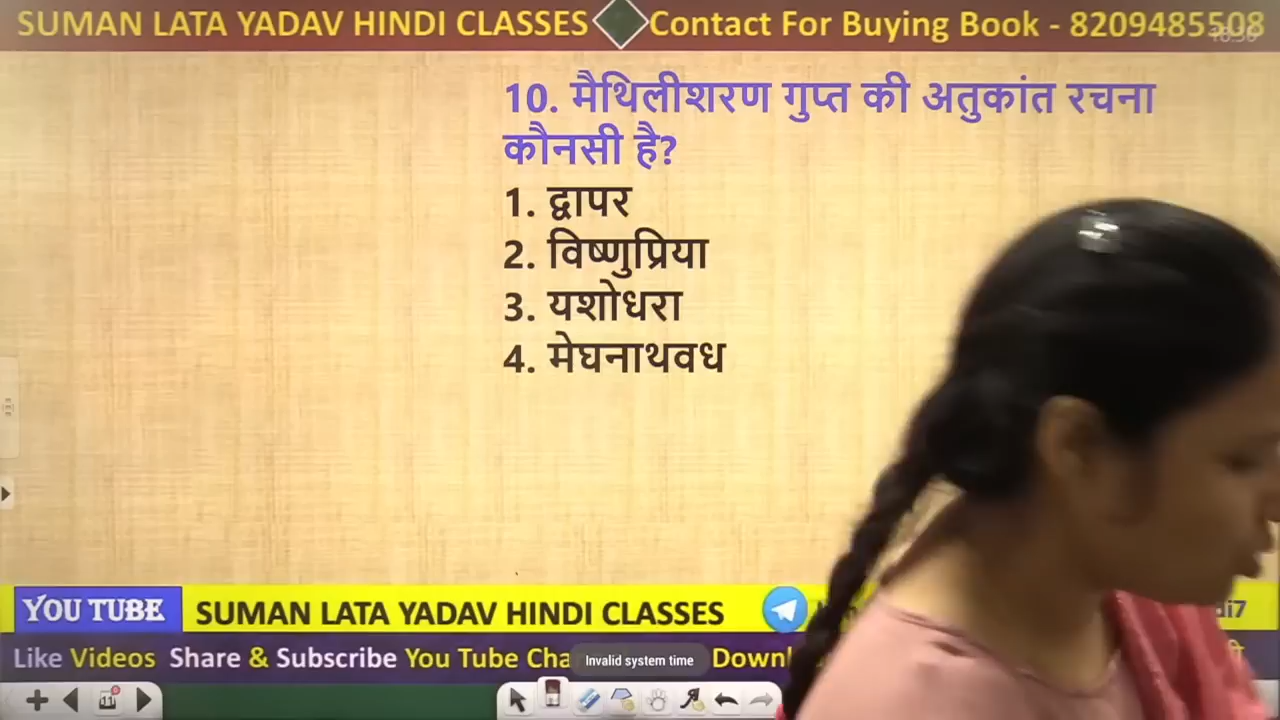 SUMAN LATA YADAV HINDI CLASSES Contact For Buying Book - 8209485508
10. मैथिलीशरण गुप्त की अतुकांत रचना
कौनसी है?
1. द्वापर
2. विष्णुप्रिया
3. यशोधरा
4. मेघनाथवध
YOU TUBE SUMAN LATA YADAV HINDI CLASSES
Like Videos Share & Subscribe You Tube
Invalid system time
11